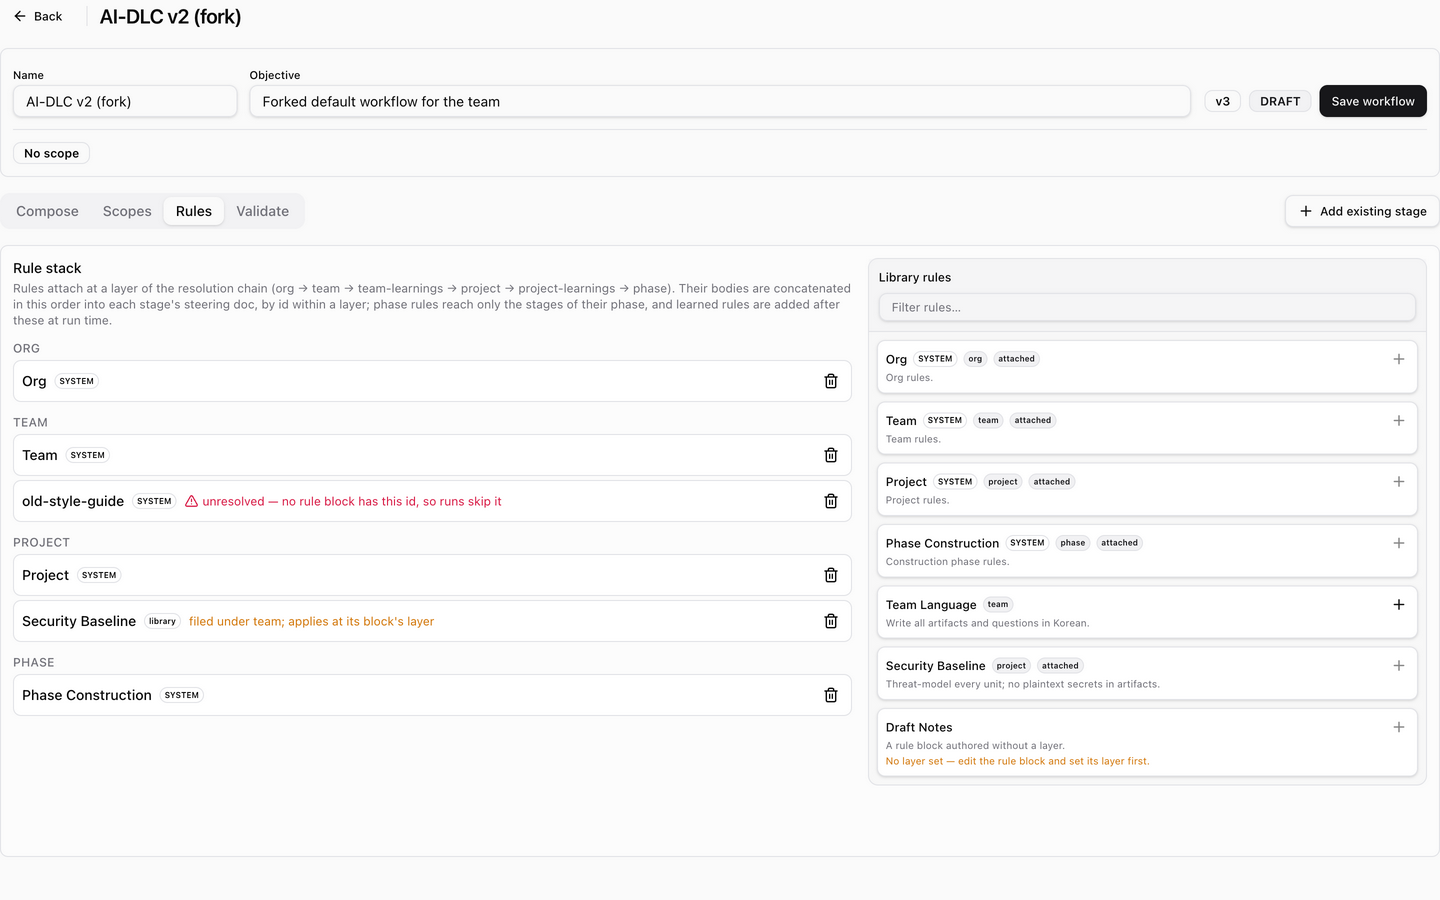 Back
AI-DLC v2 (fork)
Name
Objective
AI-DLC v2 (fork)
Forked default workflow for the team
v3
DRAFT
Save workflow
No scope
Compose
Scopes
Rules
Validate
Add existing stage
Rule stack
Rules attach at a layer of the resolution chain (org → team → team-learnings → project → project-learnings → phase). Their bodies are concatenated
in this order into each stage's steering doc, by id within a layer; phase rules reach only the stages of their phase, and learned rules are added after
these at run time.
ORG
Org SYSTEM
TEAM
Team SYSTEM
old-style-guide SYSTEM unresolved — no rule block has this id, so runs skip it
PROJECT
Project SYSTEM
Security Baseline library filed under team; applies at its block's layer
PHASE
Phase Construction SYSTEM
Library rules
Filter rules...
Org SYSTEM org attached
Org rules.
Team SYSTEM team attached
Team rules.
Project SYSTEM project attached
Project rules.
Phase Construction SYSTEM phase attached
Construction phase rules.
Team Language team
Write all artifacts and questions in Korean.
Security Baseline project attached
Threat-model every unit; no plaintext secrets in artifacts.
Draft Notes
A rule block authored without a layer.
No layer set — edit the rule block and set its layer first.